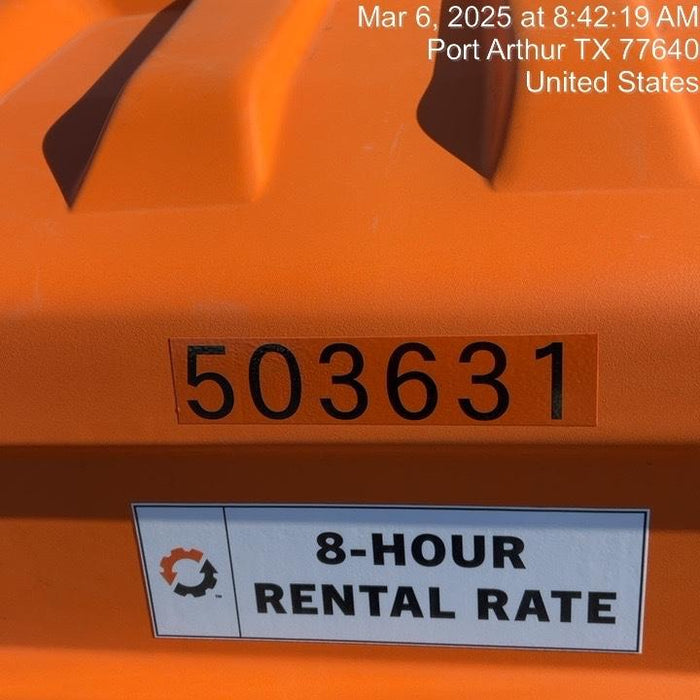 Mar 6, 2025 at 8:42:19 AM
Port Arthur TX 77640
United States
503631
8-HOUR
RENTAL RATE
™